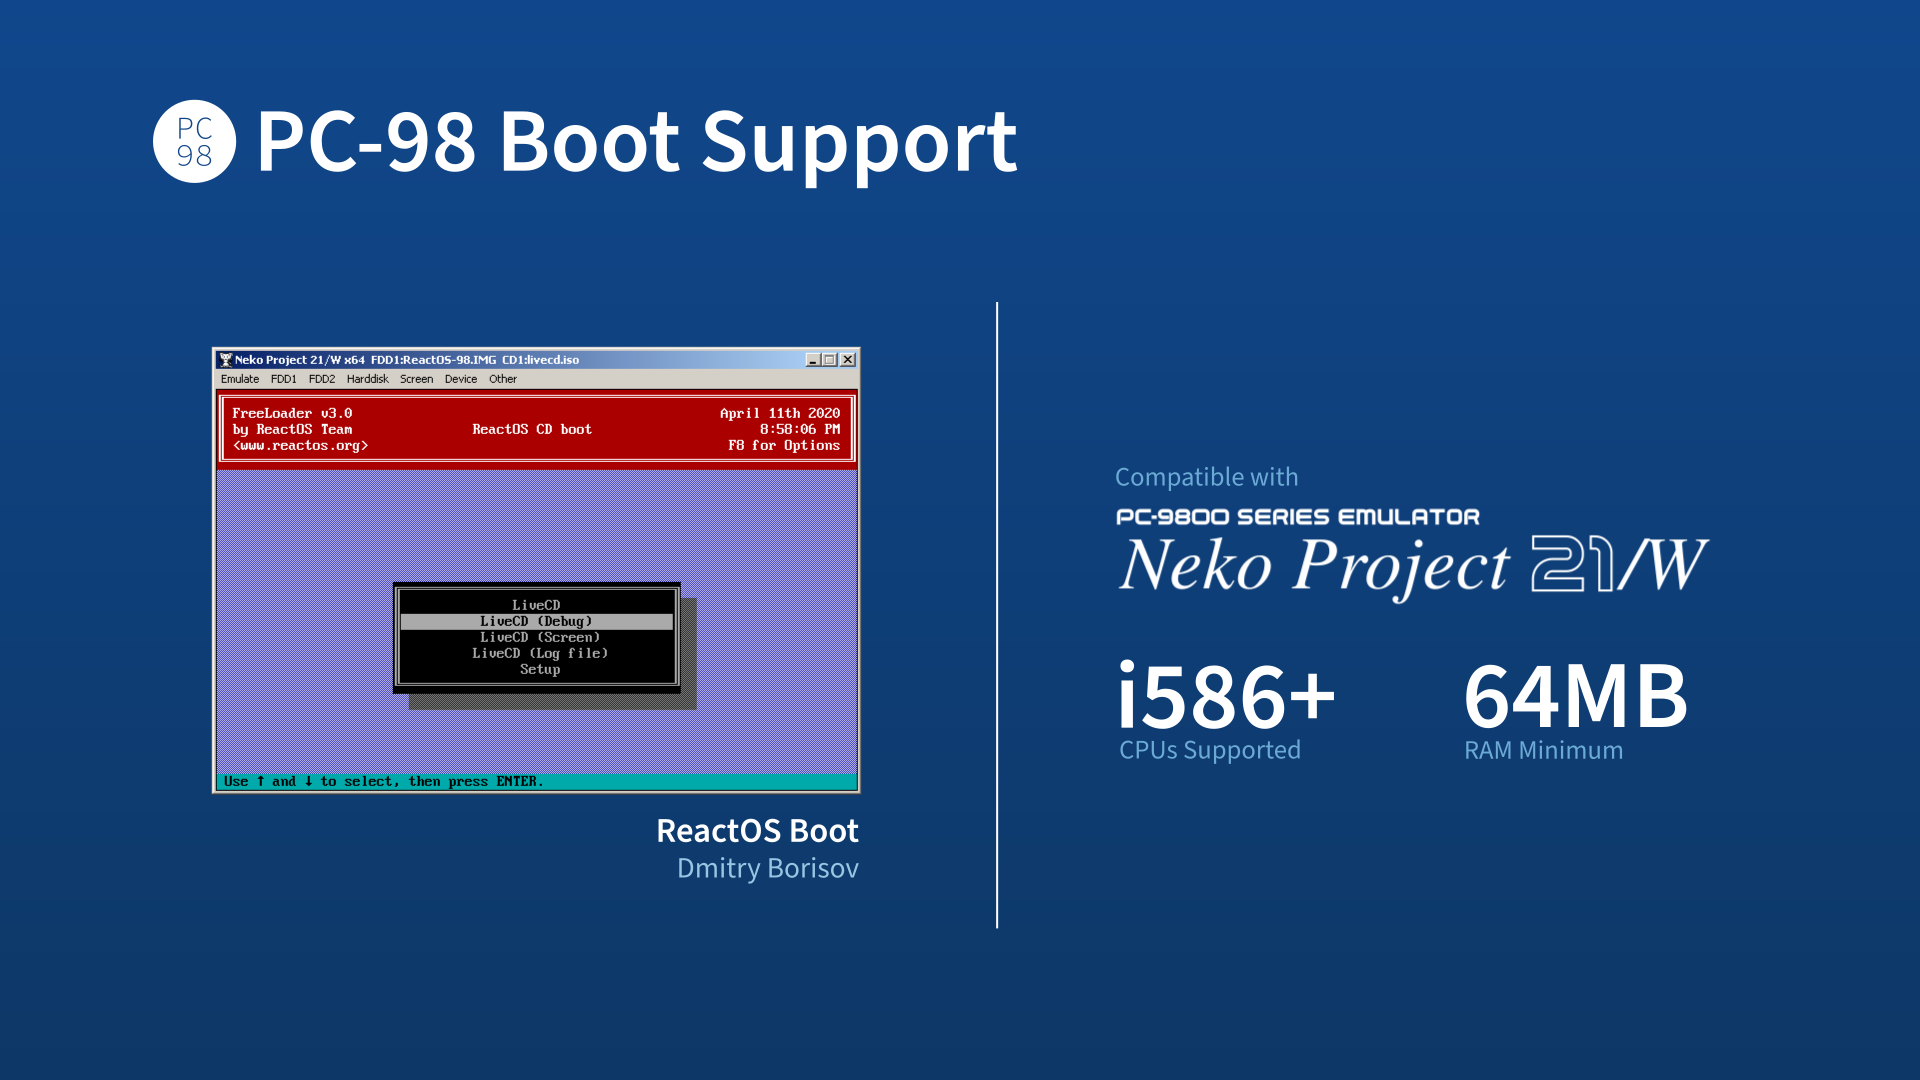 PC
98
PC-98 Boot Support
Neko Project 21/W x64 FDD1:ReactOS-98.IMG CD1:livecd.iso
Emulate FDD1 FDD2 Harddisk Screen Device Other
FreeLoader v3.0 April 11th 2020
by ReactOS Team ReactOS CD boot 8:58:06 PM
<www.reactos.org> F8 for Options
LiveCD
LiveCD (Debug)
LiveCD (Screen)
LiveCD (Log file)
Setup
Use ↑ and ↓ to select, then press ENTER.
ReactOS Boot
Dmitry Borisov
Compatible with
PC-9800 SERIES EMULATOR
Neko Project 21/W
i586+
CPUs Supported
64MB
RAM Minimum